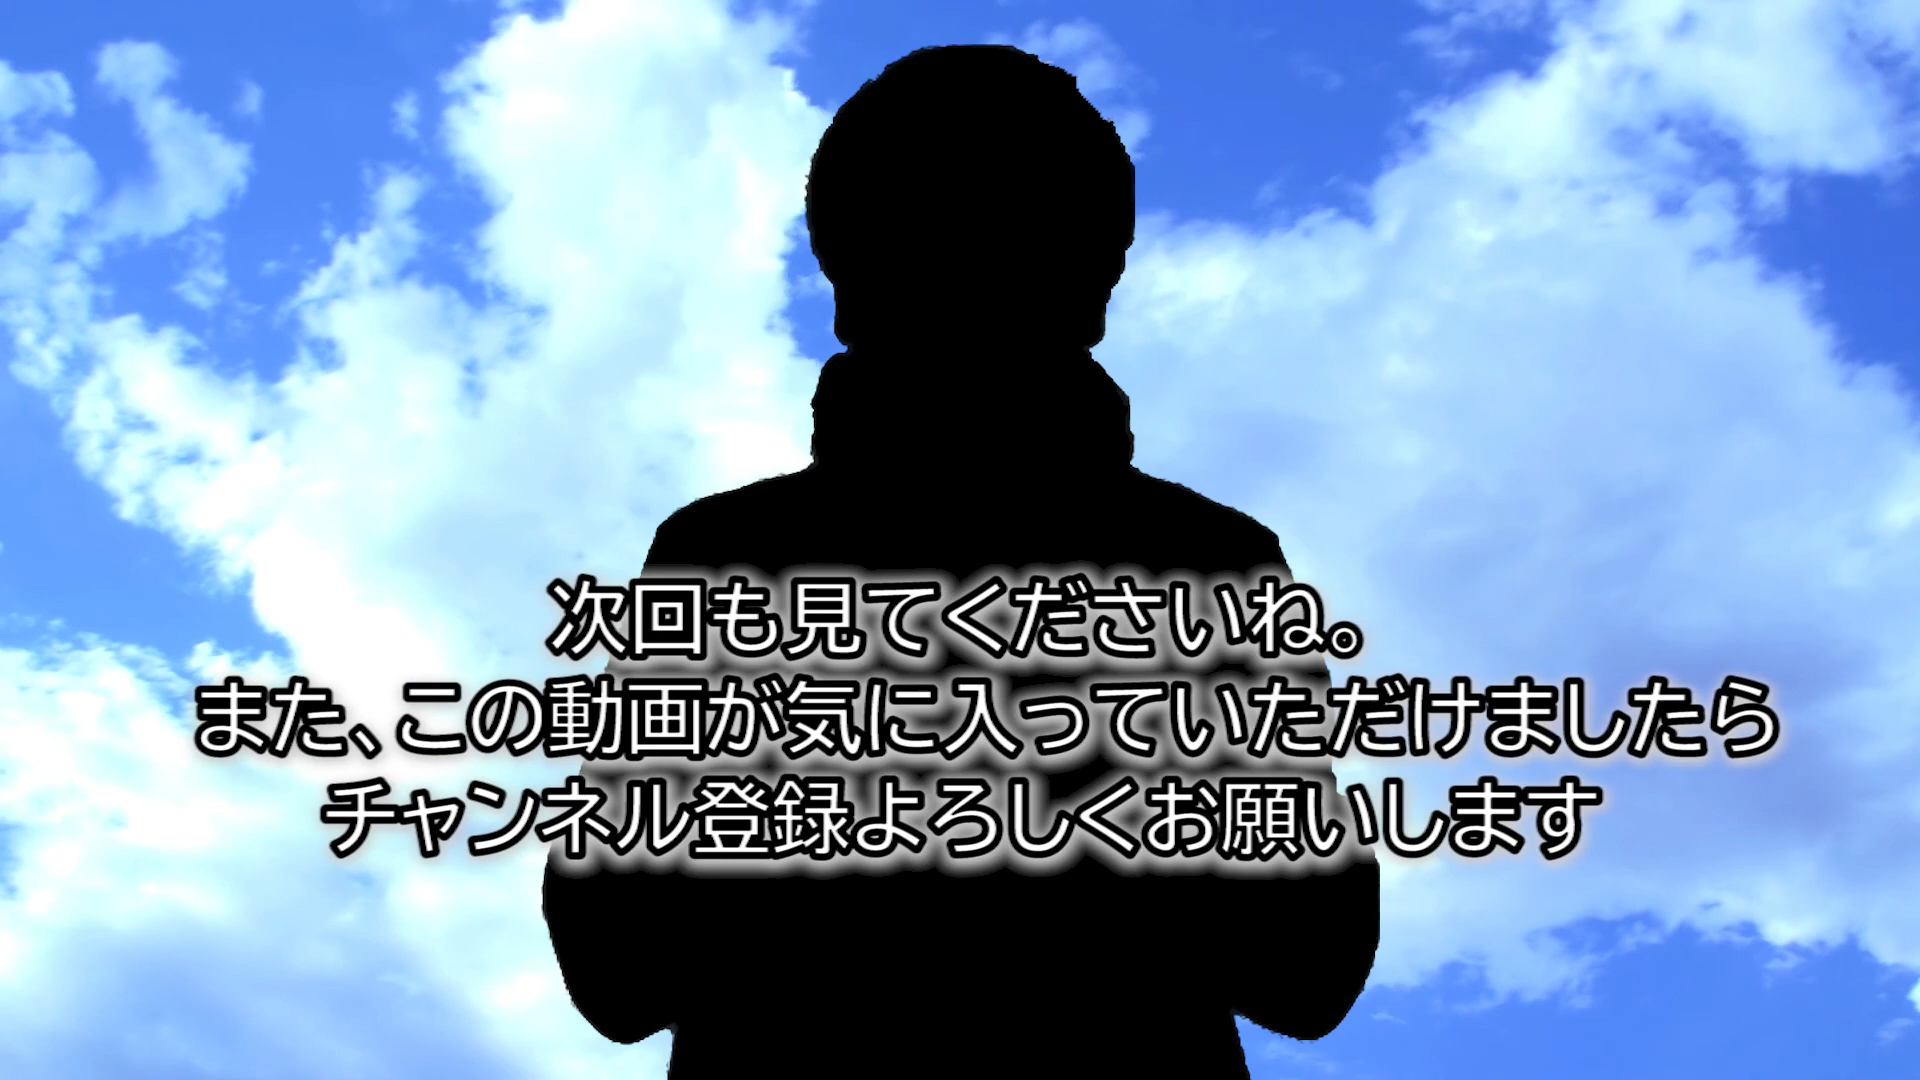 次回も見てくださいね。
また、この動画が気に入っていただけましたら
チャンネル登録よろしくお願いします